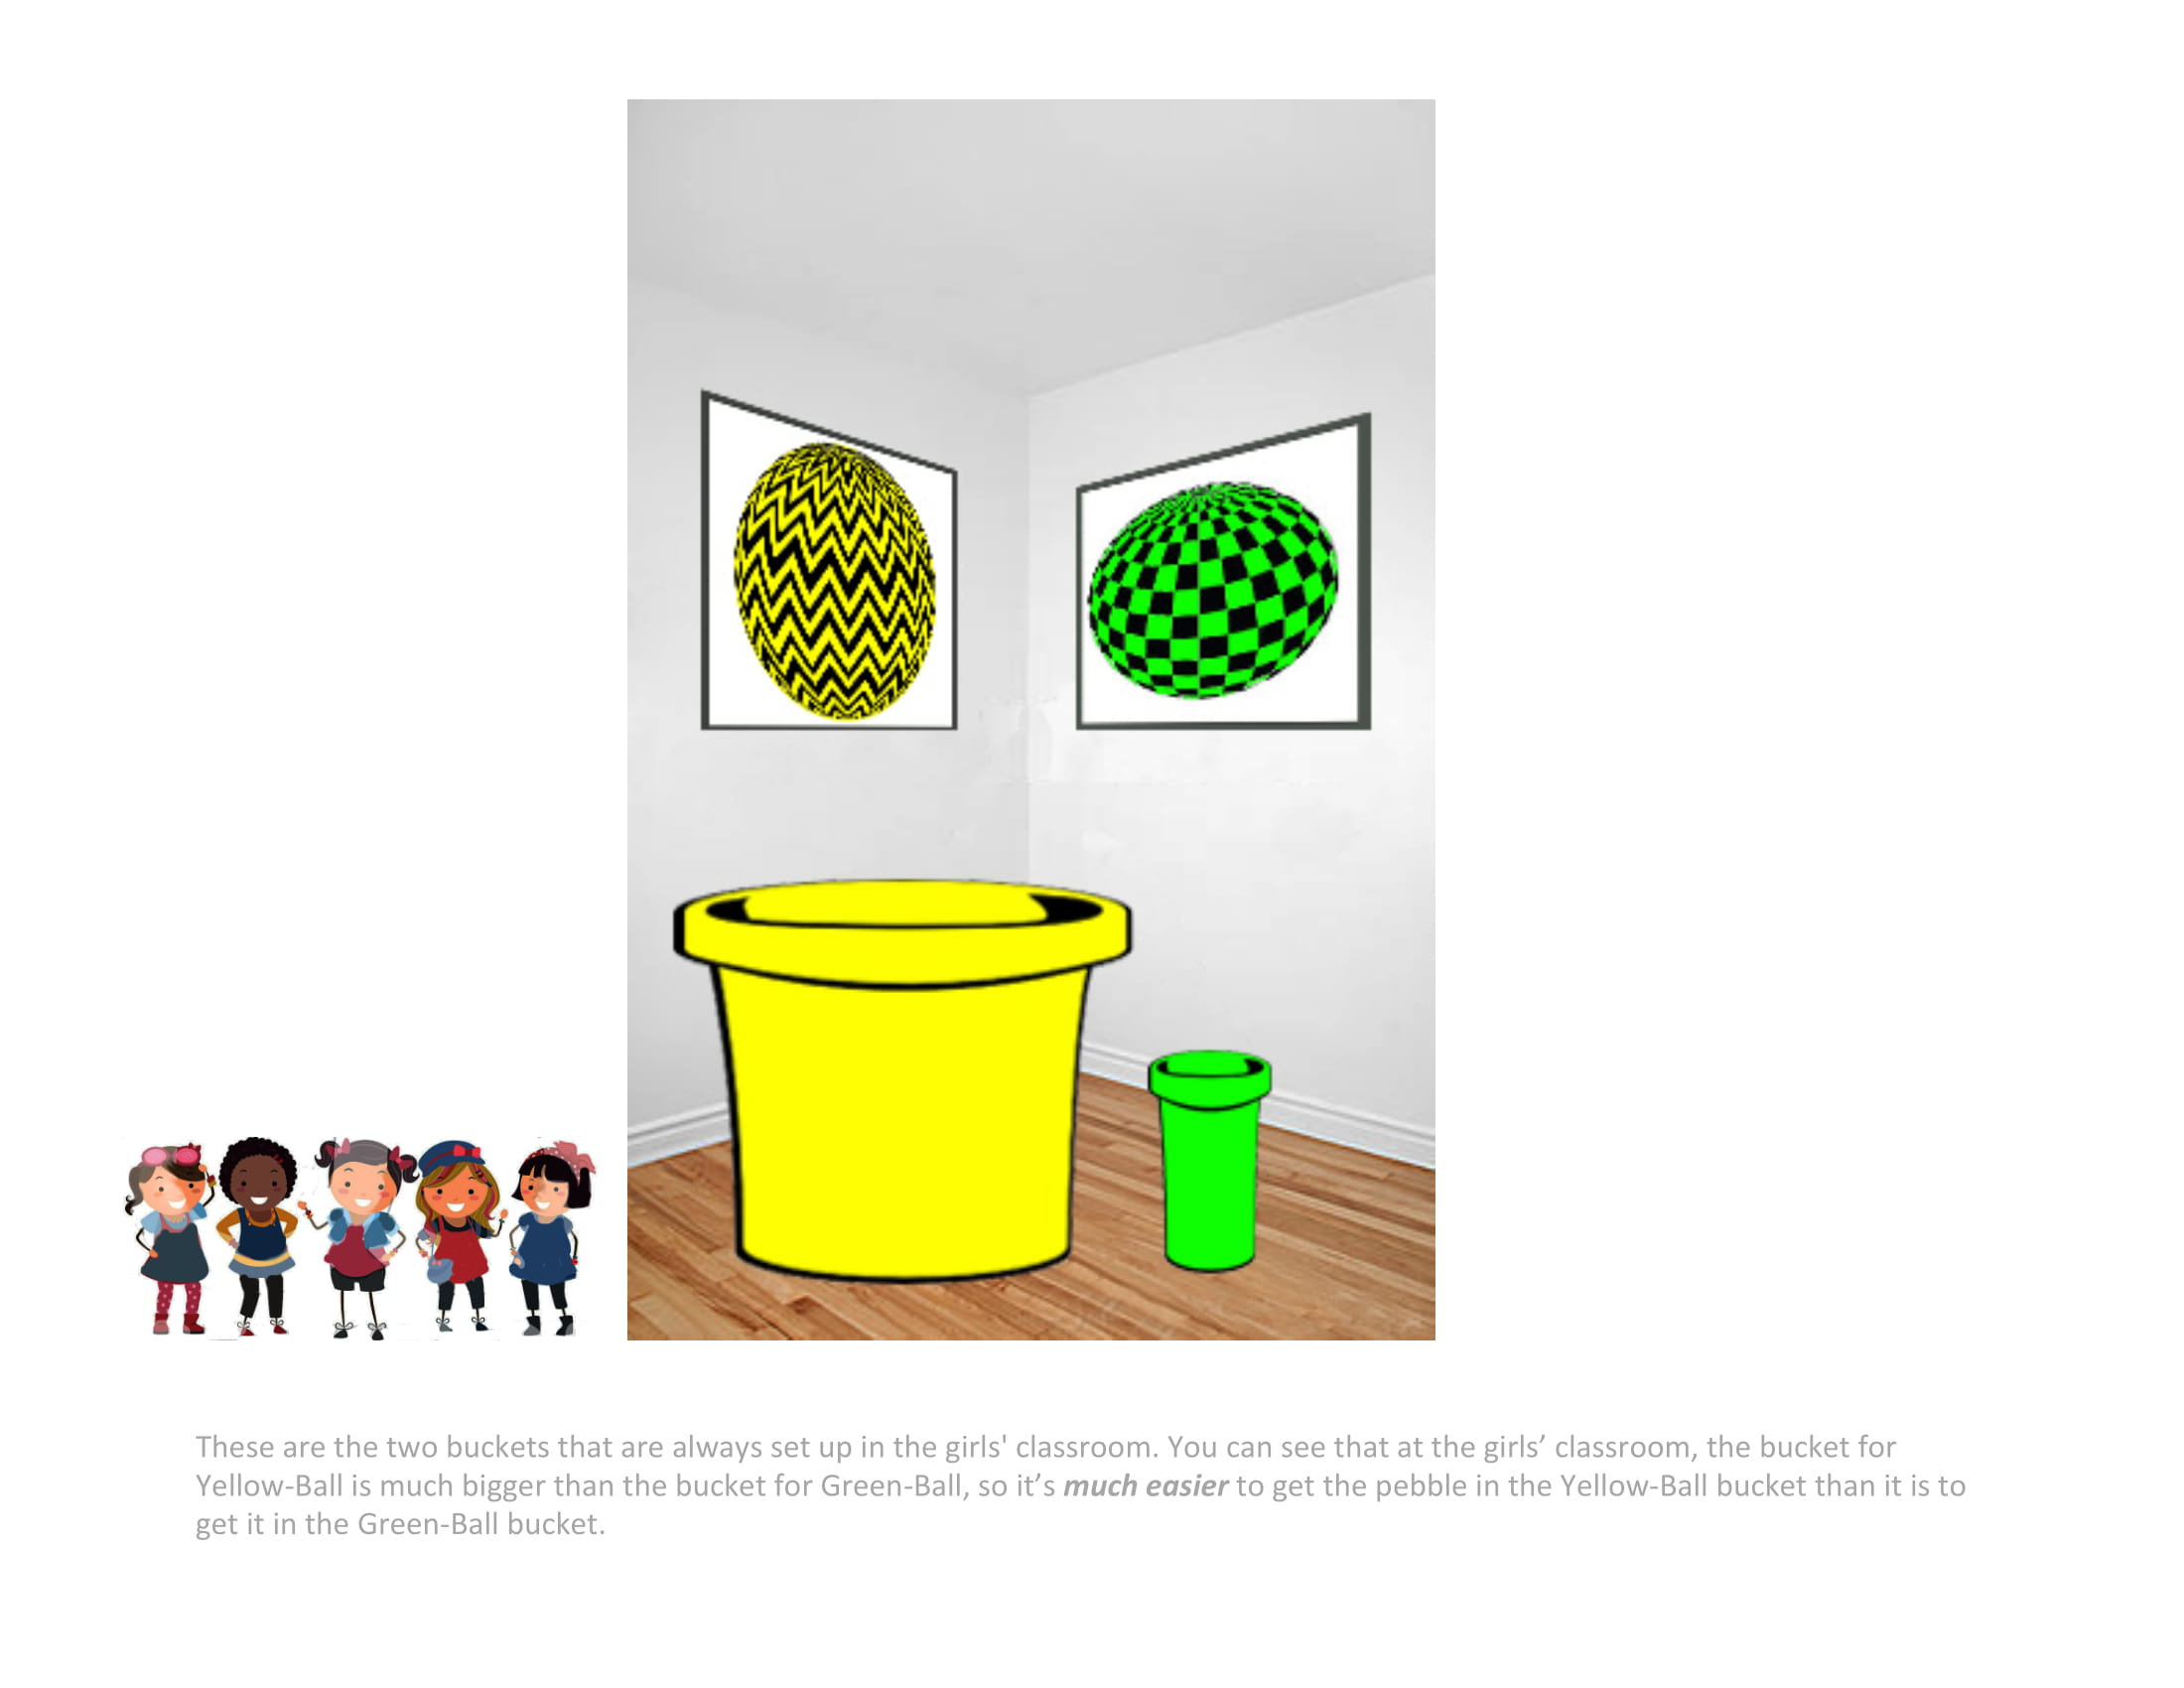 These are the two buckets that are always set up in the girls' classroom. You can see that at the girls’ classroom, the bucket for
Yellow-Ball is much bigger than the bucket for Green-Ball, so it’s much easier to get the pebble in the Yellow-Ball bucket than it is to
get it in the Green-Ball bucket.